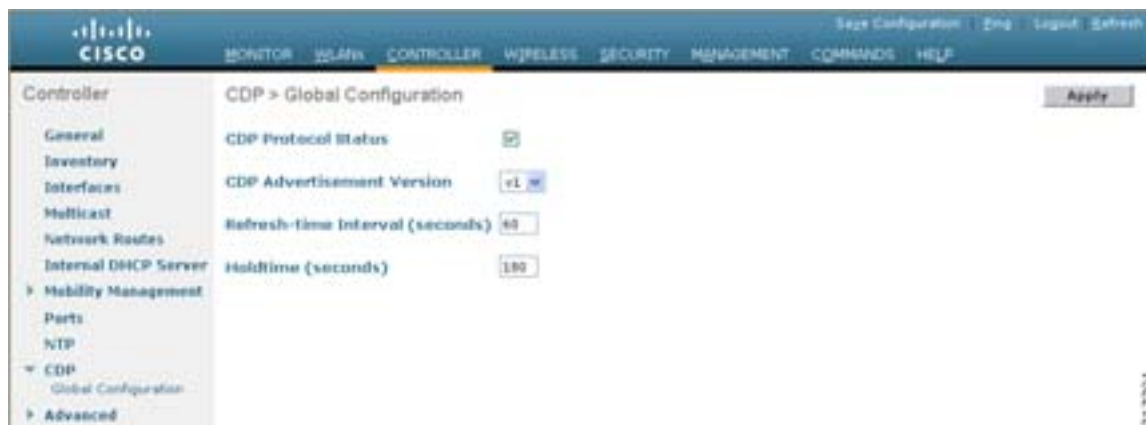 Save Configuration Ping Logout Refresh
CISCO
MONITOR WLANs CONTROLLER WIRELESS SECURITY MANAGEMENT COMMANDS HELP
Controller
CDP > Global Configuration
Apply
General
Inventory
Interfaces
Multicast
Network Routes
Internal DHCP Server
Mobility Management
Ports
NTP
CDP
Global Configuration
Advanced
CDP Protocol Status
CDP Advertisement Version v1
Refresh-time Interval (seconds) 60
Holdtime (seconds) 180